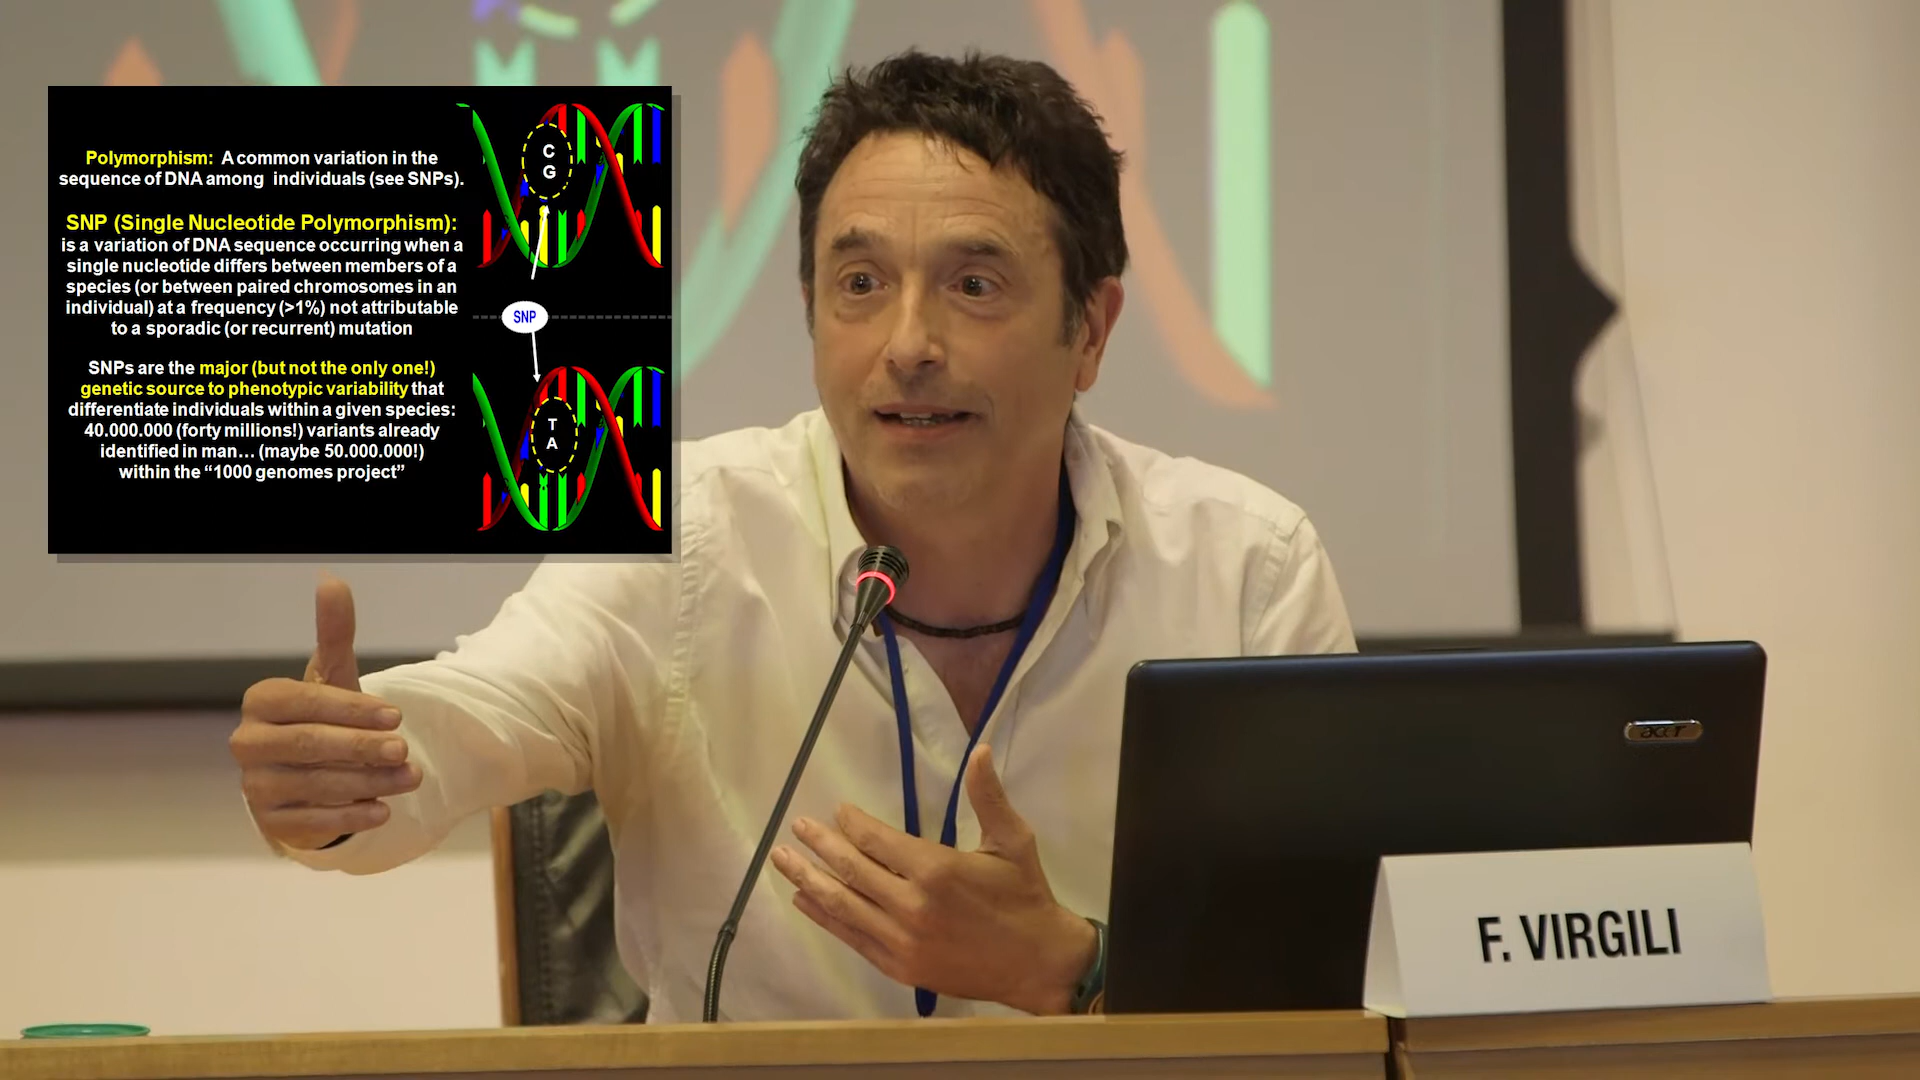 Polymorphism: A common variation in the
sequence of DNA among individuals (see SNPs).
SNP (Single Nucleotide Polymorphism):
is a variation of DNA sequence occurring when a
single nucleotide differs between members of a
species (or between paired chromosomes in an
individual) at a frequency (>1%) not attributable
to a sporadic (or recurrent) mutation
SNPs are the major (but not the only one!)
genetic source to phenotypic variability that
differentiate individuals within a given species:
40.000.000 (forty millions!) variants already
identified in man... (maybe 50.000.000!)
within the “1000 genomes project”
C
G
SNP
T
A
acer
F. VIRGILI